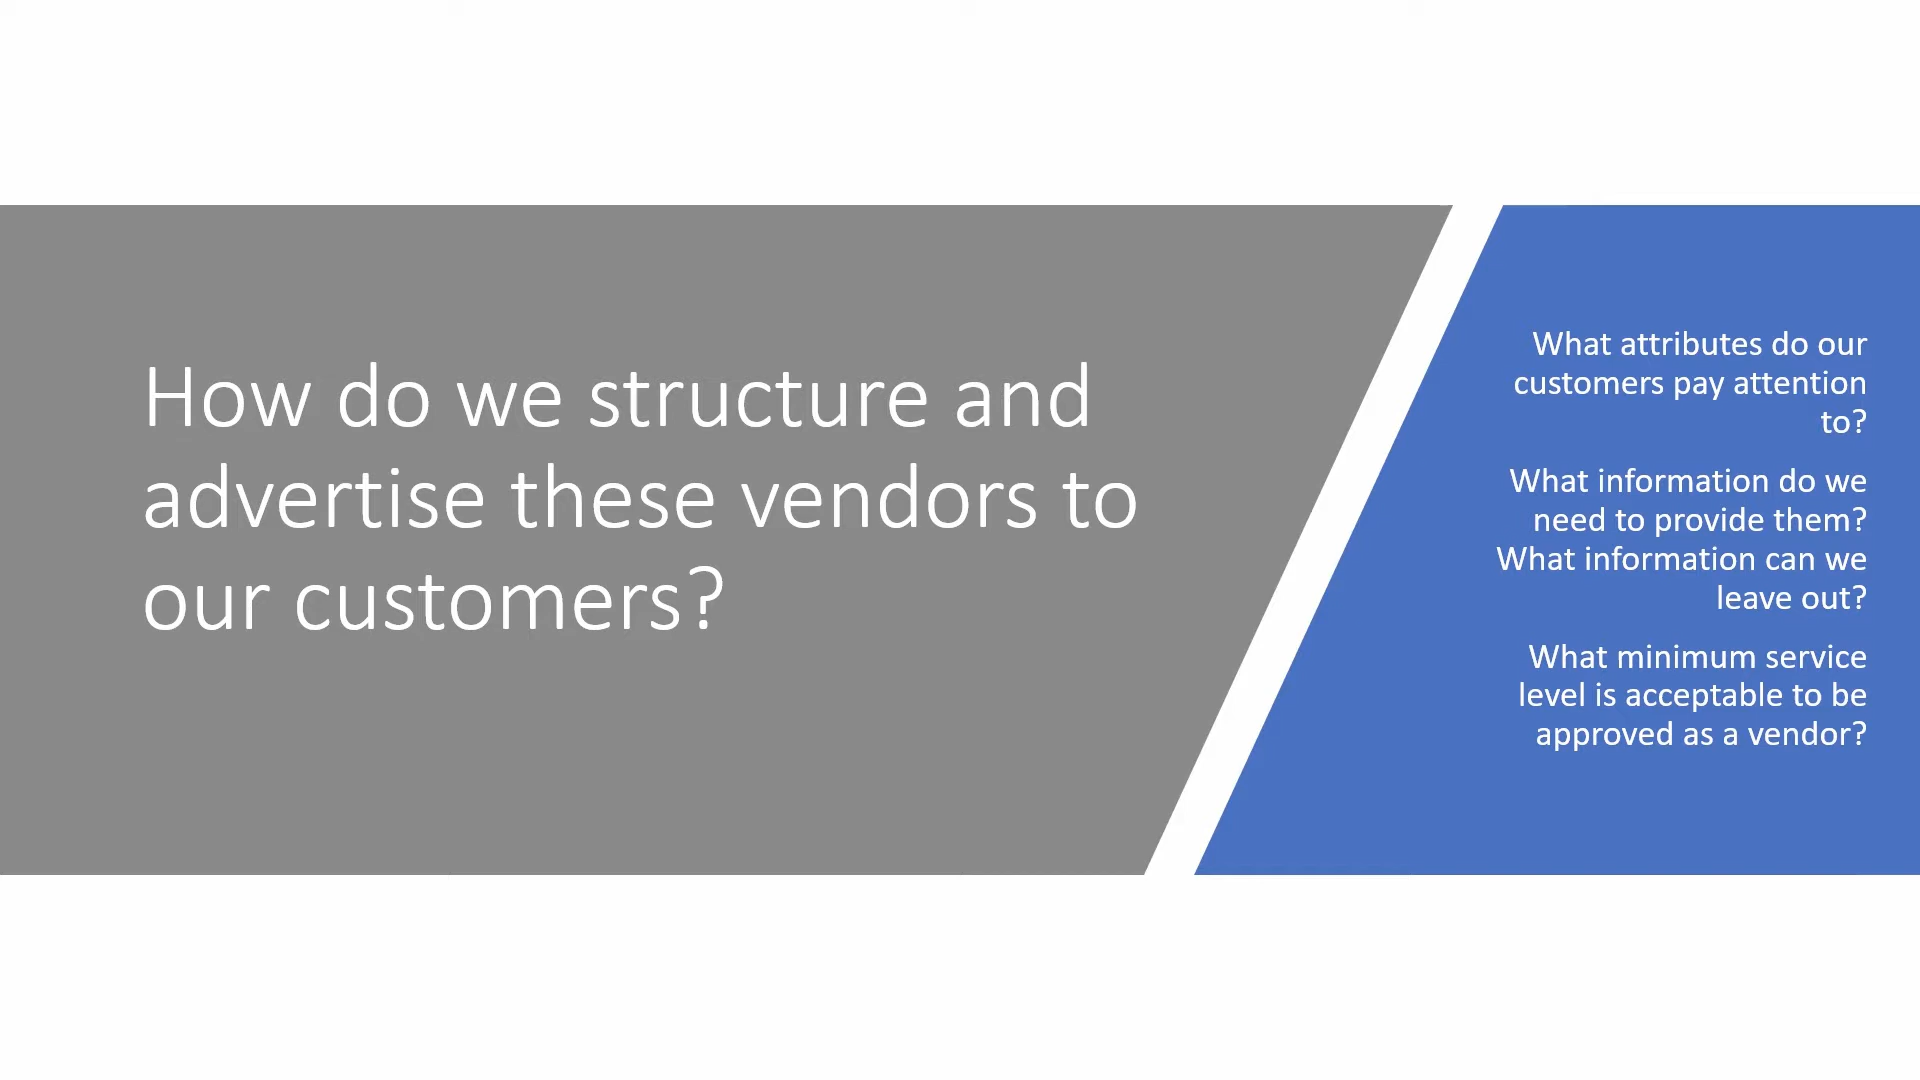 How do we structure and
advertise these vendors to
our customers?
What attributes do our
customers pay attention
to?
What information do we
need to provide them?
What information can we
leave out?
What minimum service
level is acceptable to be
approved as a vendor?